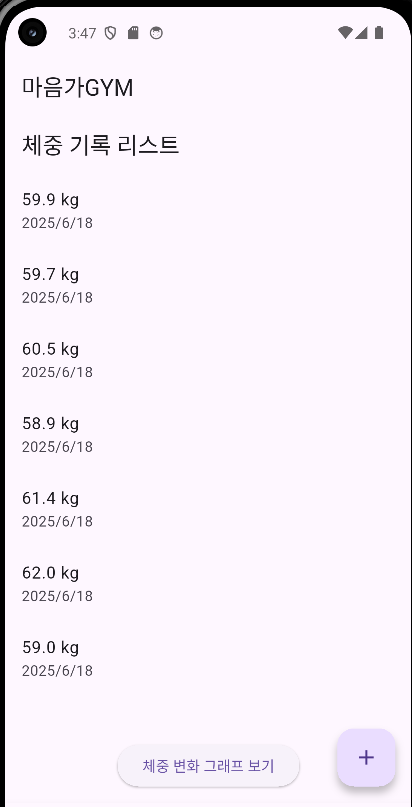 3:47
마음가GYM
체중 기록 리스트
59.9 kg
2025/6/18
59.7 kg
2025/6/18
60.5 kg
2025/6/18
58.9 kg
2025/6/18
61.4 kg
2025/6/18
62.0 kg
2025/6/18
59.0 kg
2025/6/18
체중 변화 그래프 보기
+